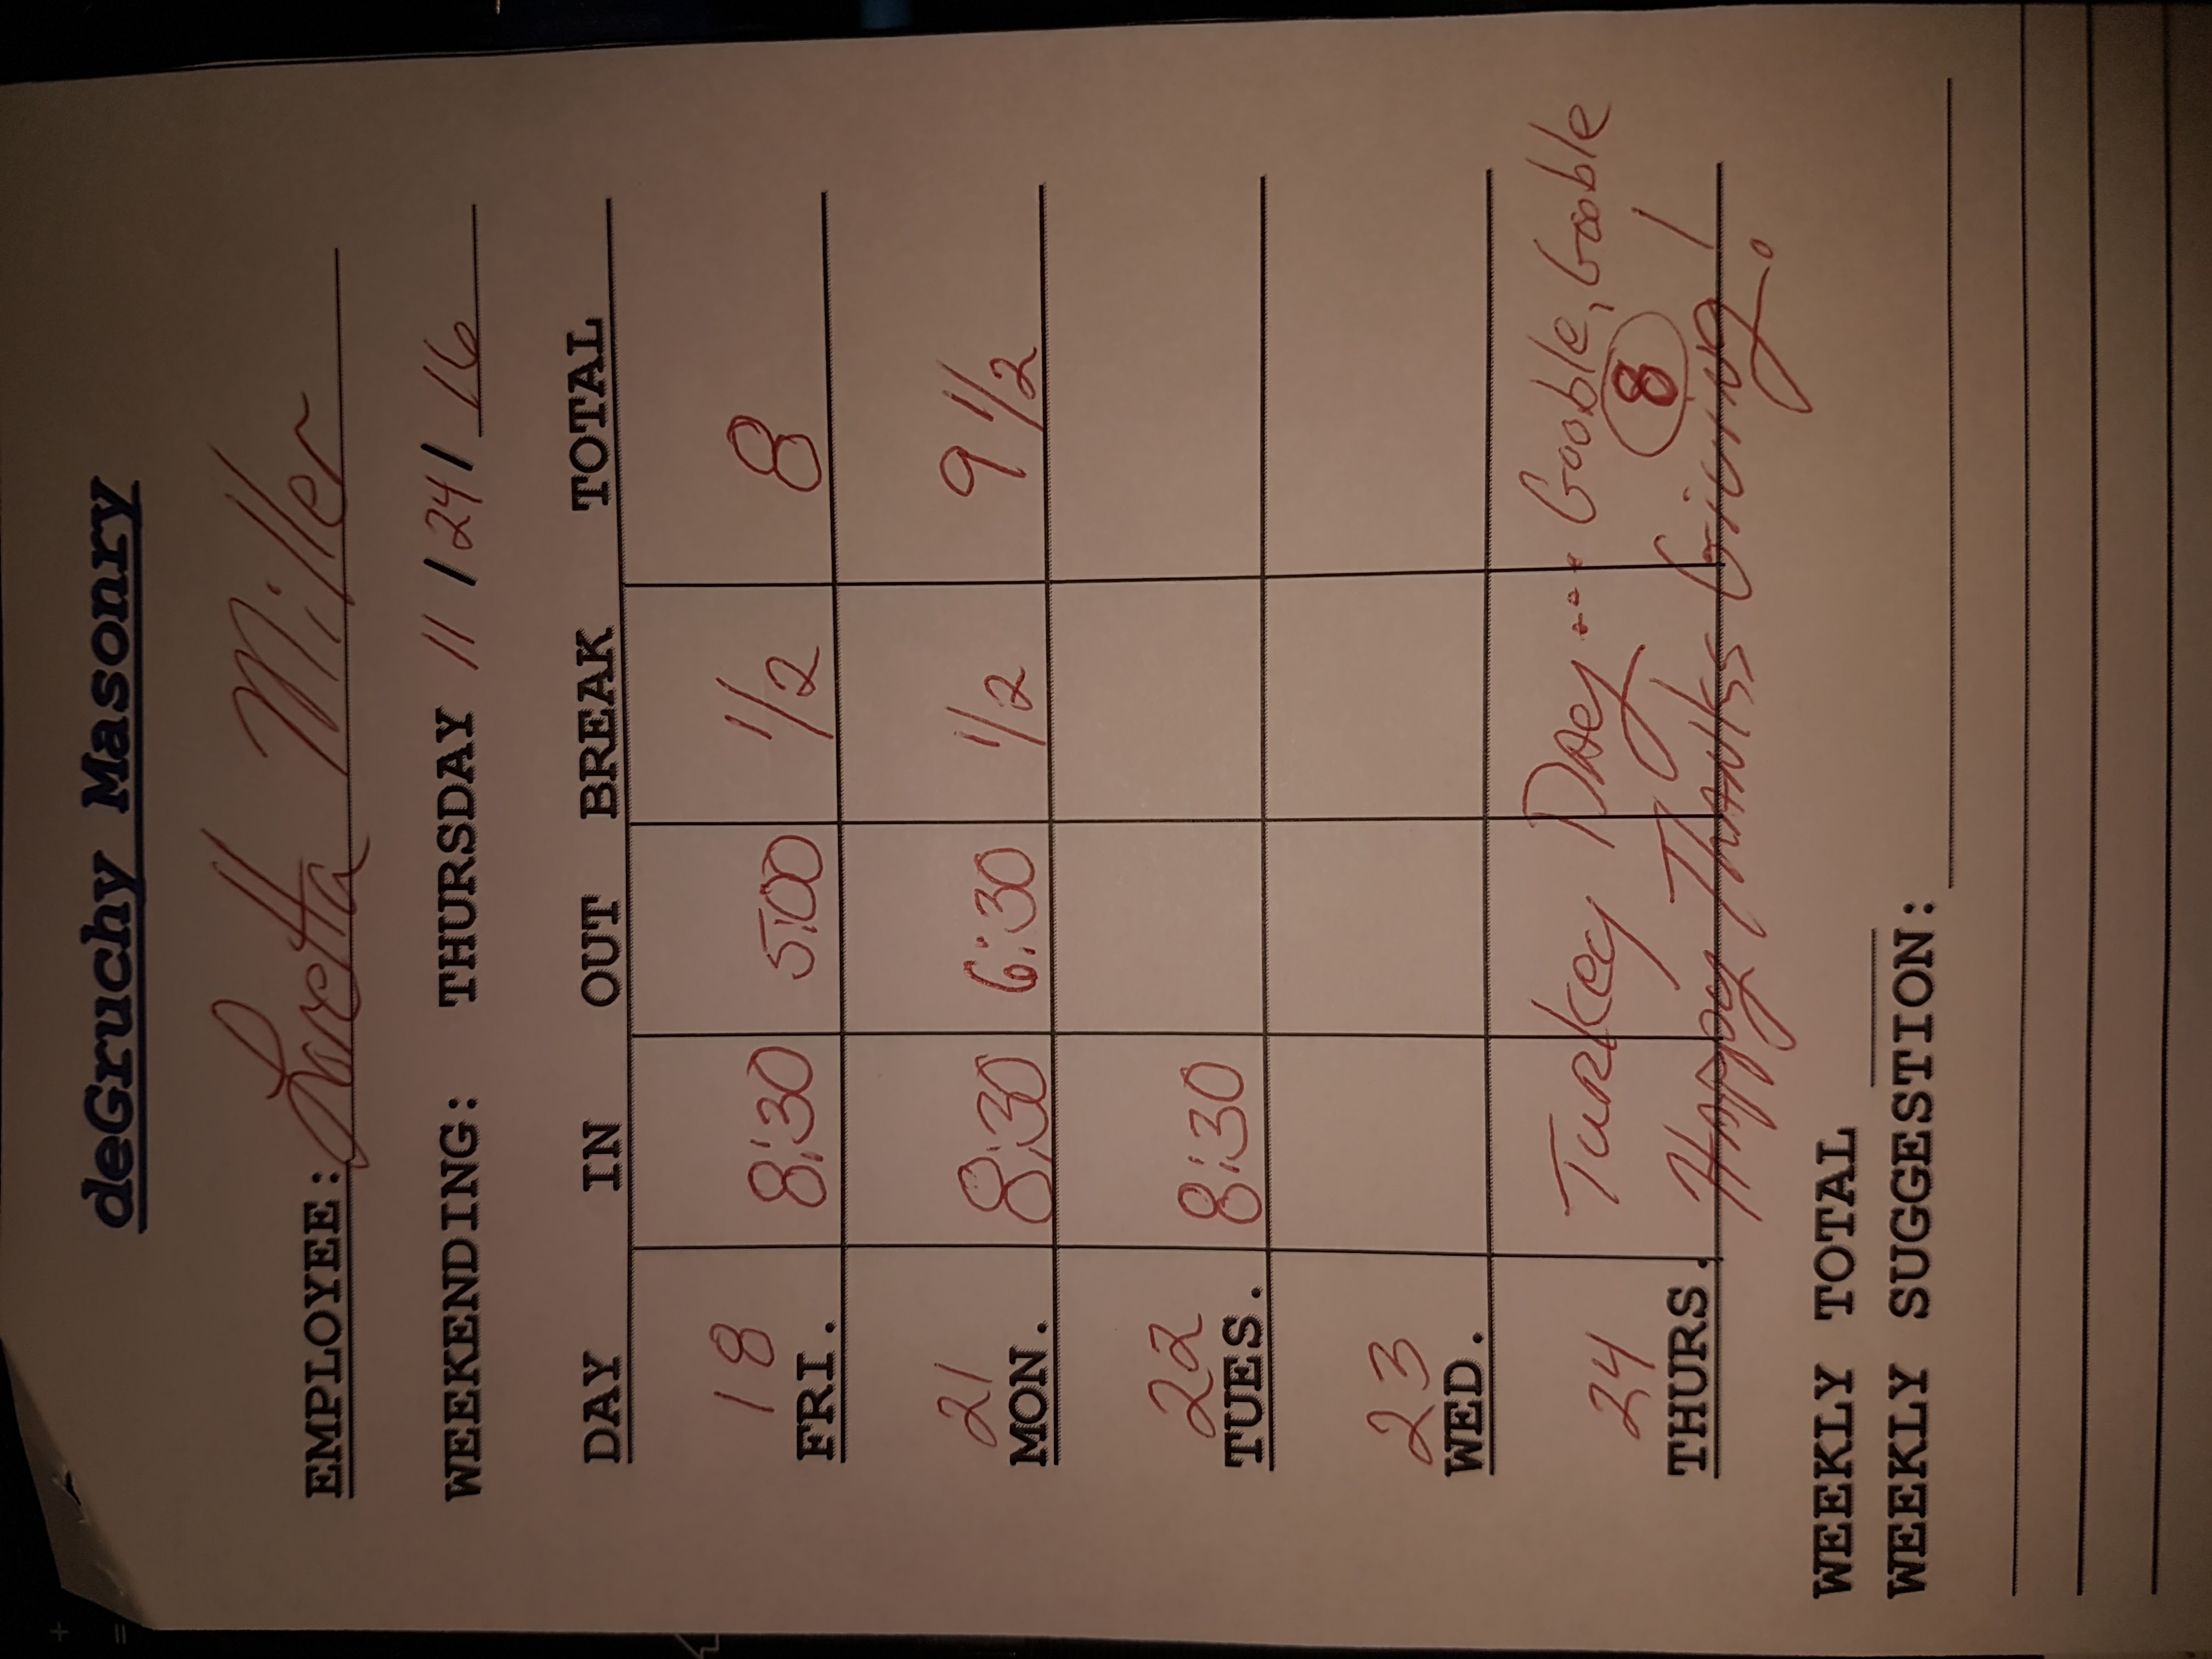 deGruchy Masonry
EMPLOYEE: Loretta Miller
WEEKENDING: THURSDAY 11 / 24 / 16
DAY IN OUT BREAK TOTAL
18
FRI. 8:30 5:00 1/2 8
21
MON. 8:30 6:30 1/2 9 1/2
22
TUES. 8:30
23
WED.
Turkey Day--- Gooble, Gooble
24 8
THURS. Happy Thanks Giving!
WEEKLY TOTAL
WEEKLY SUGGESTION: